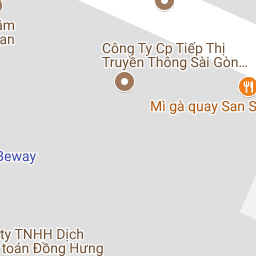 an
Công Ty Cp Tiếp Thị
Truyền Thông Sài Gòn...
Mì gà quay San S
Beway
ty TNHH Dịch
toán Đồng Hưng